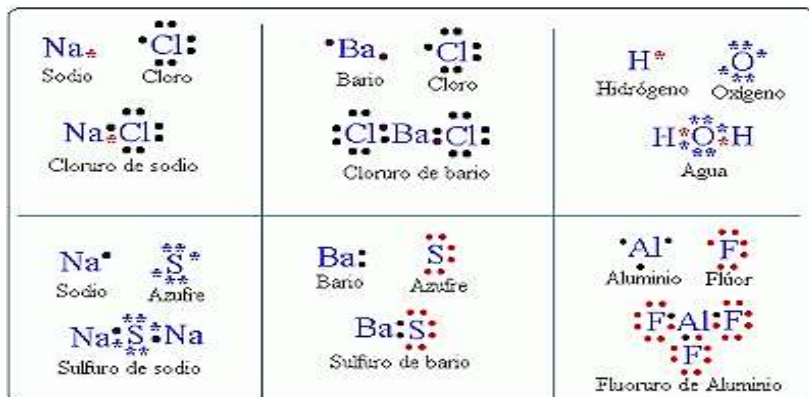 Na Cl
Sodio Cloro
Na Cl
Cloruro de sodio
Ba Cl
Bario Cloro
Cl Ba Cl
Cloruro de bario
H O
Hidrógeno Oxígeno
H O H
Agua
Na S
Sodio Azufre
Na S Na
Sulfuro de sodio
Ba S
Bario Azufre
Ba S
Sulfuro de bario
Al F
Aluminio Flúor
F Al F
F
Fluoruro de Aluminio